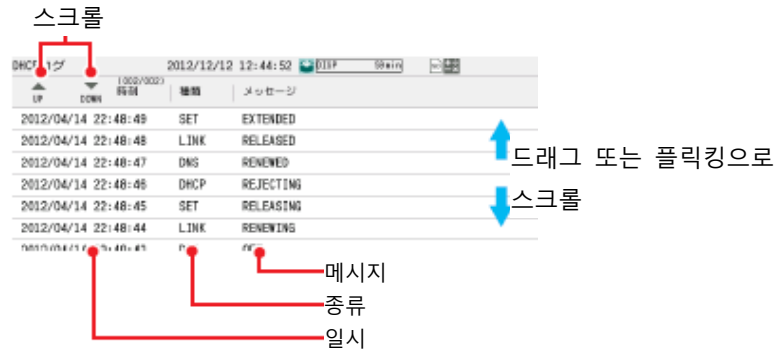 스크롤
DHCPログ 2012/12/12 12:44:52 DISP 50min
(002/002)
UP DOWN 時刻 種類 メッセージ
2012/04/14 22:48:49 SET EXTENDED
2012/04/14 22:48:48 LINK RELEASED
2012/04/14 22:48:47 DNS RENEWED
2012/04/14 22:48:46 DHCP REJECTING
2012/04/14 22:48:45 SET RELEASING
2012/04/14 22:48:44 LINK RENEWING
드래그 또는 플릭킹으로
스크롤
메시지
종류
일시